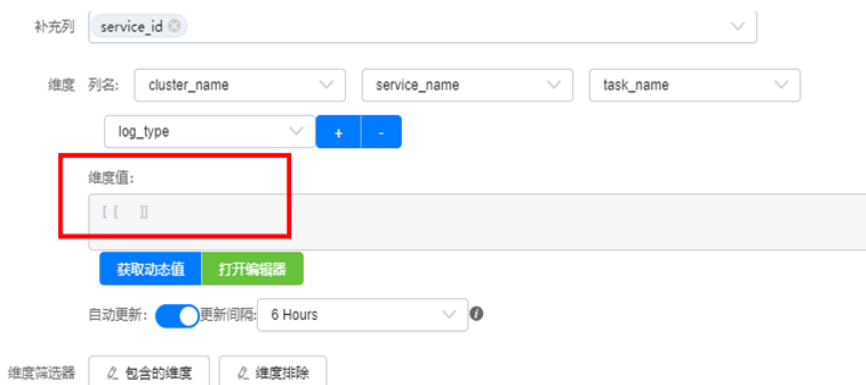 补充列 service_id
维度 列名: cluster_name service_name task_name
log_type + -
维度值:
[ [ ]]
获取动态值 打开编辑器
自动更新: 更新间隔: 6 Hours
维度筛选器 包含的维度 维度排除